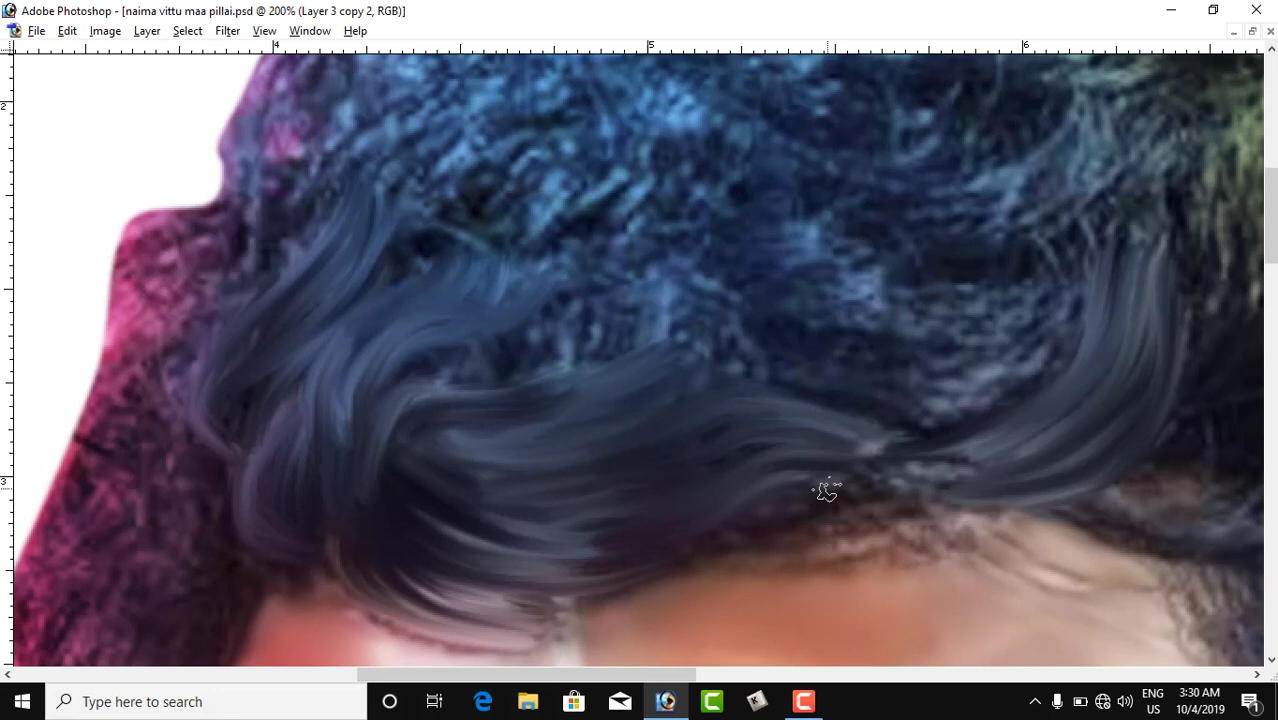 Adobe Photoshop - [naima vittu maa pillai.psd @ 200% (Layer 3 copy 2, RGB)]
File Edit Image Layer Select Filter View Window Help
4 5 6
2
3
Type here to search
ENG 3:30 AM
US 10/4/2019
1